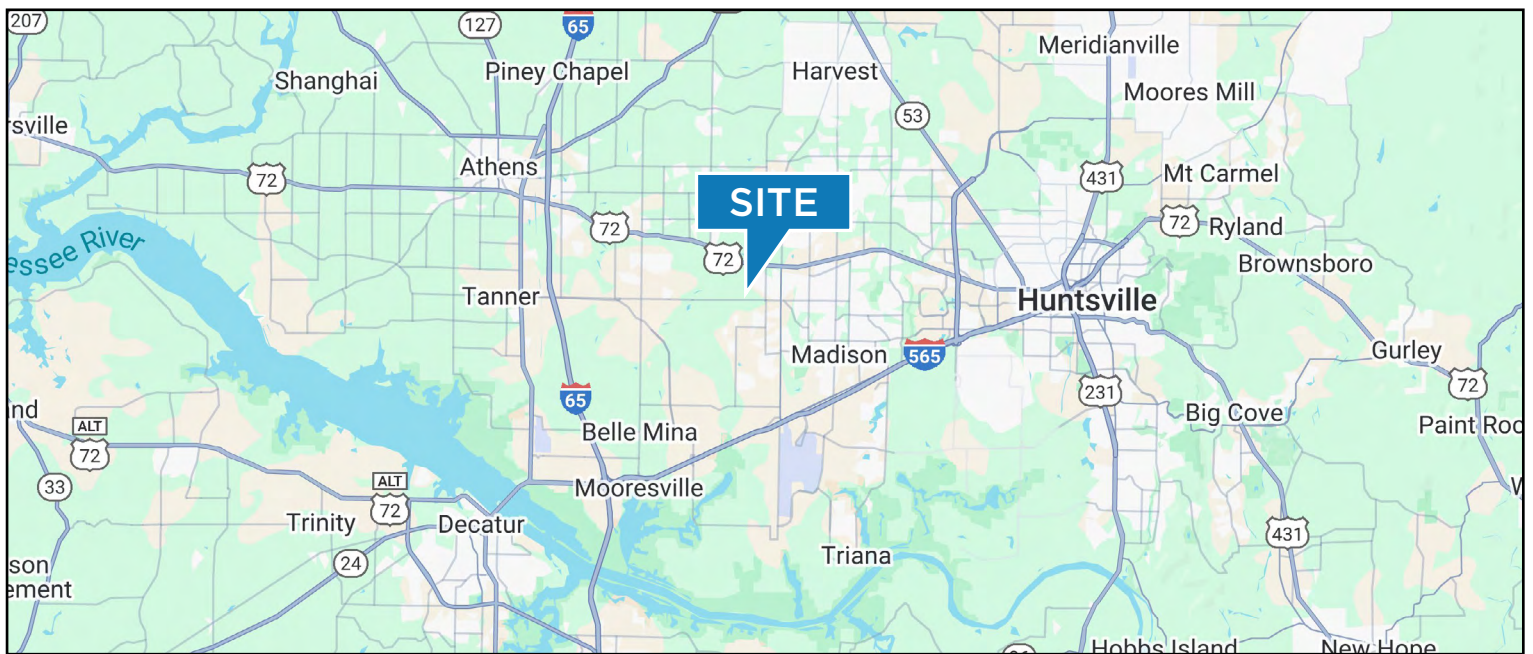 207
127
65
Meridianville
Shanghai
Piney Chapel
Harvest
Moores Mill
53
rsville
Athens
72
431
Mt Carmel
SITE
72
72
Ryland
essee River
72
Brownsboro
Tanner
Huntsville
Madison
565
Gurley
72
65
231
and
ALT
72
Belle Mina
Big Cove
Paint Roc
33
ALT
72
Mooresville
W
Trinity
Decatur
431
24
Triana
son
ement
Hobbs Island
New Hope